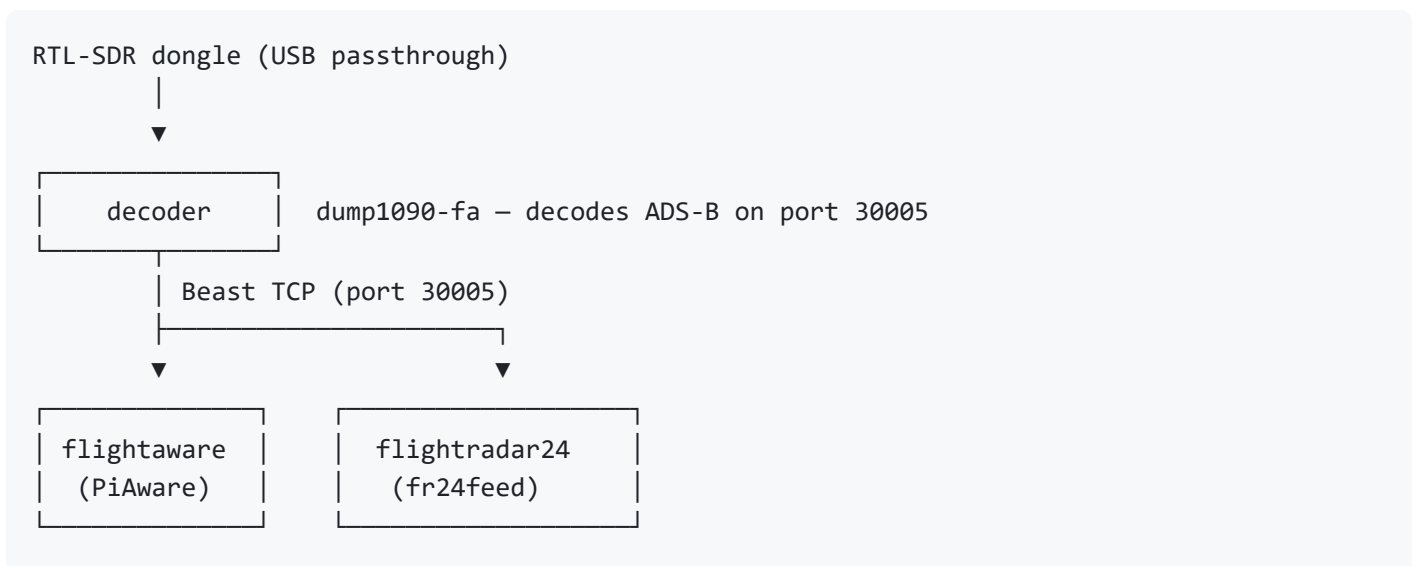 RTL-SDR dongle (USB passthrough)
decoder dump1090-fa — decodes ADS-B on port 30005
Beast TCP (port 30005)
flightaware flightradar24
(PiAware) (fr24feed)